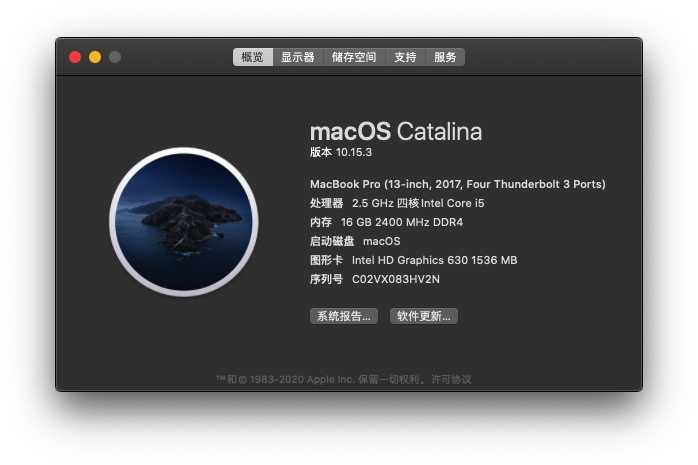 概览 显示器 储存空间 支持 服务
macOS Catalina
版本 10.15.3
MacBook Pro (13-inch, 2017, Four Thunderbolt 3 Ports)
处理器 2.5 GHz 四核Intel Core i5
内存 16 GB 2400 MHz DDR4
启动磁盘 macOS
图形卡 Intel HD Graphics 630 1536 MB
序列号 C02VX083HV2N
系统报告... 软件更新...
™和© 1983-2020 Apple Inc. 保留一切权利。许可协议